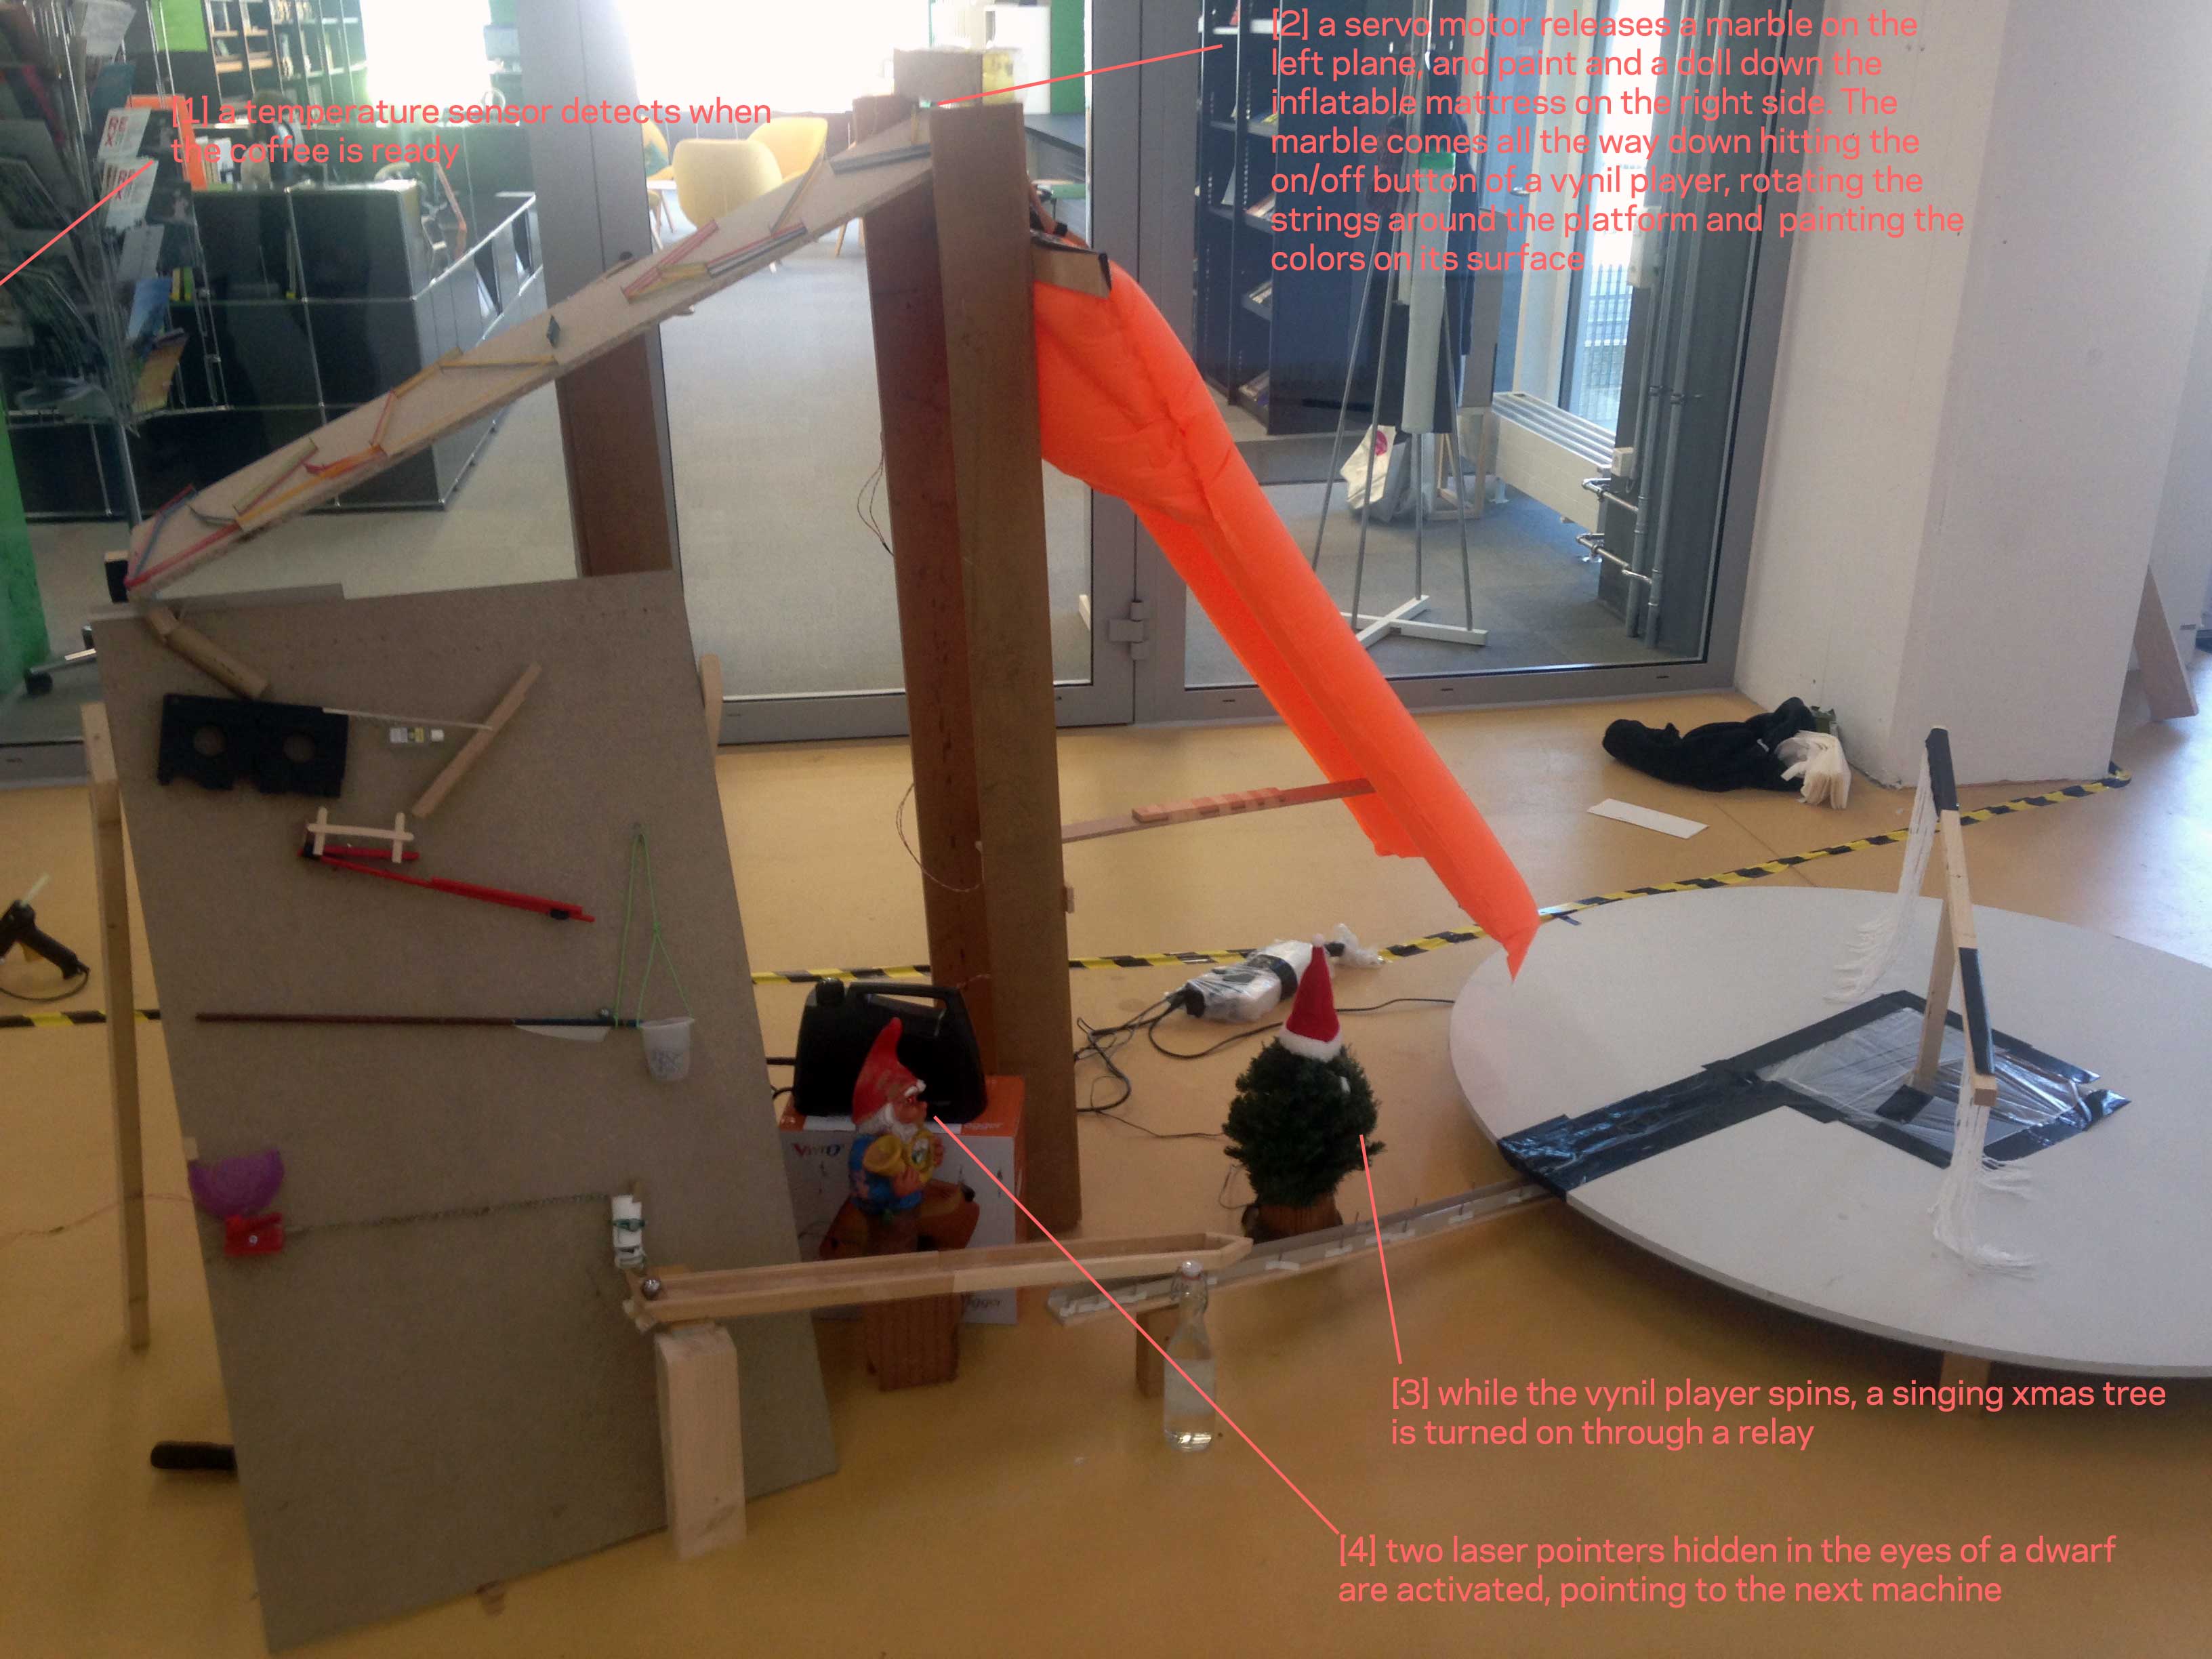 [1] a temperature sensor detects when
the coffee is ready
[2] a servo motor releases a marble on the
left plane, and paint and a doll down the
inflatable mattress on the right side. The
marble comes all the way down hitting the
on/off button of a vynil player, rotating the
strings around the platform and painting the
colors on its surface
[3] while the vynil player spins, a singing xmas tree
is turned on through a relay
[4] two laser pointers hidden in the eyes of a dwarf
are activated, pointing to the next machine